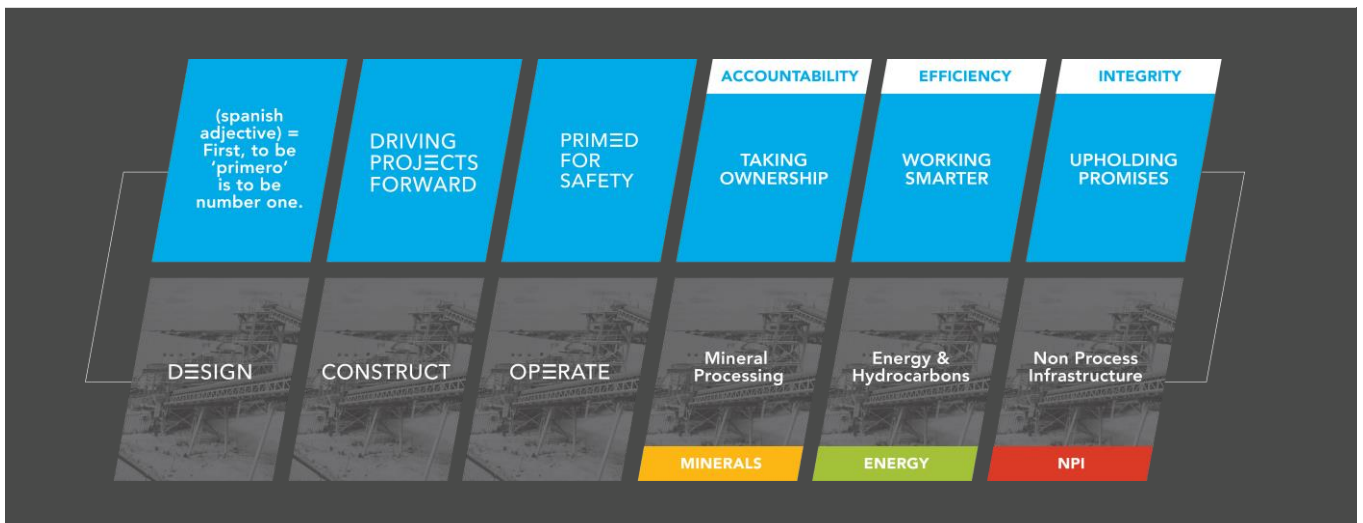 (spanish
adjective) =
First, to be
‘primero‘
is to be
number one.
DRIVING
PROJECTS
FORWARD
PRIMED
FOR
SAFETY
ACCOUNTABILITY
TAKING
OWNERSHIP
EFFICIENCY
WORKING
SMARTER
INTEGRITY
UPHOLDING
PROMISES
DESIGN
CONSTRUCT
OPERATE
Mineral
Processing
MINERALS
Energy &
Hydrocarbons
ENERGY
Non Process
Infrastructure
NPI